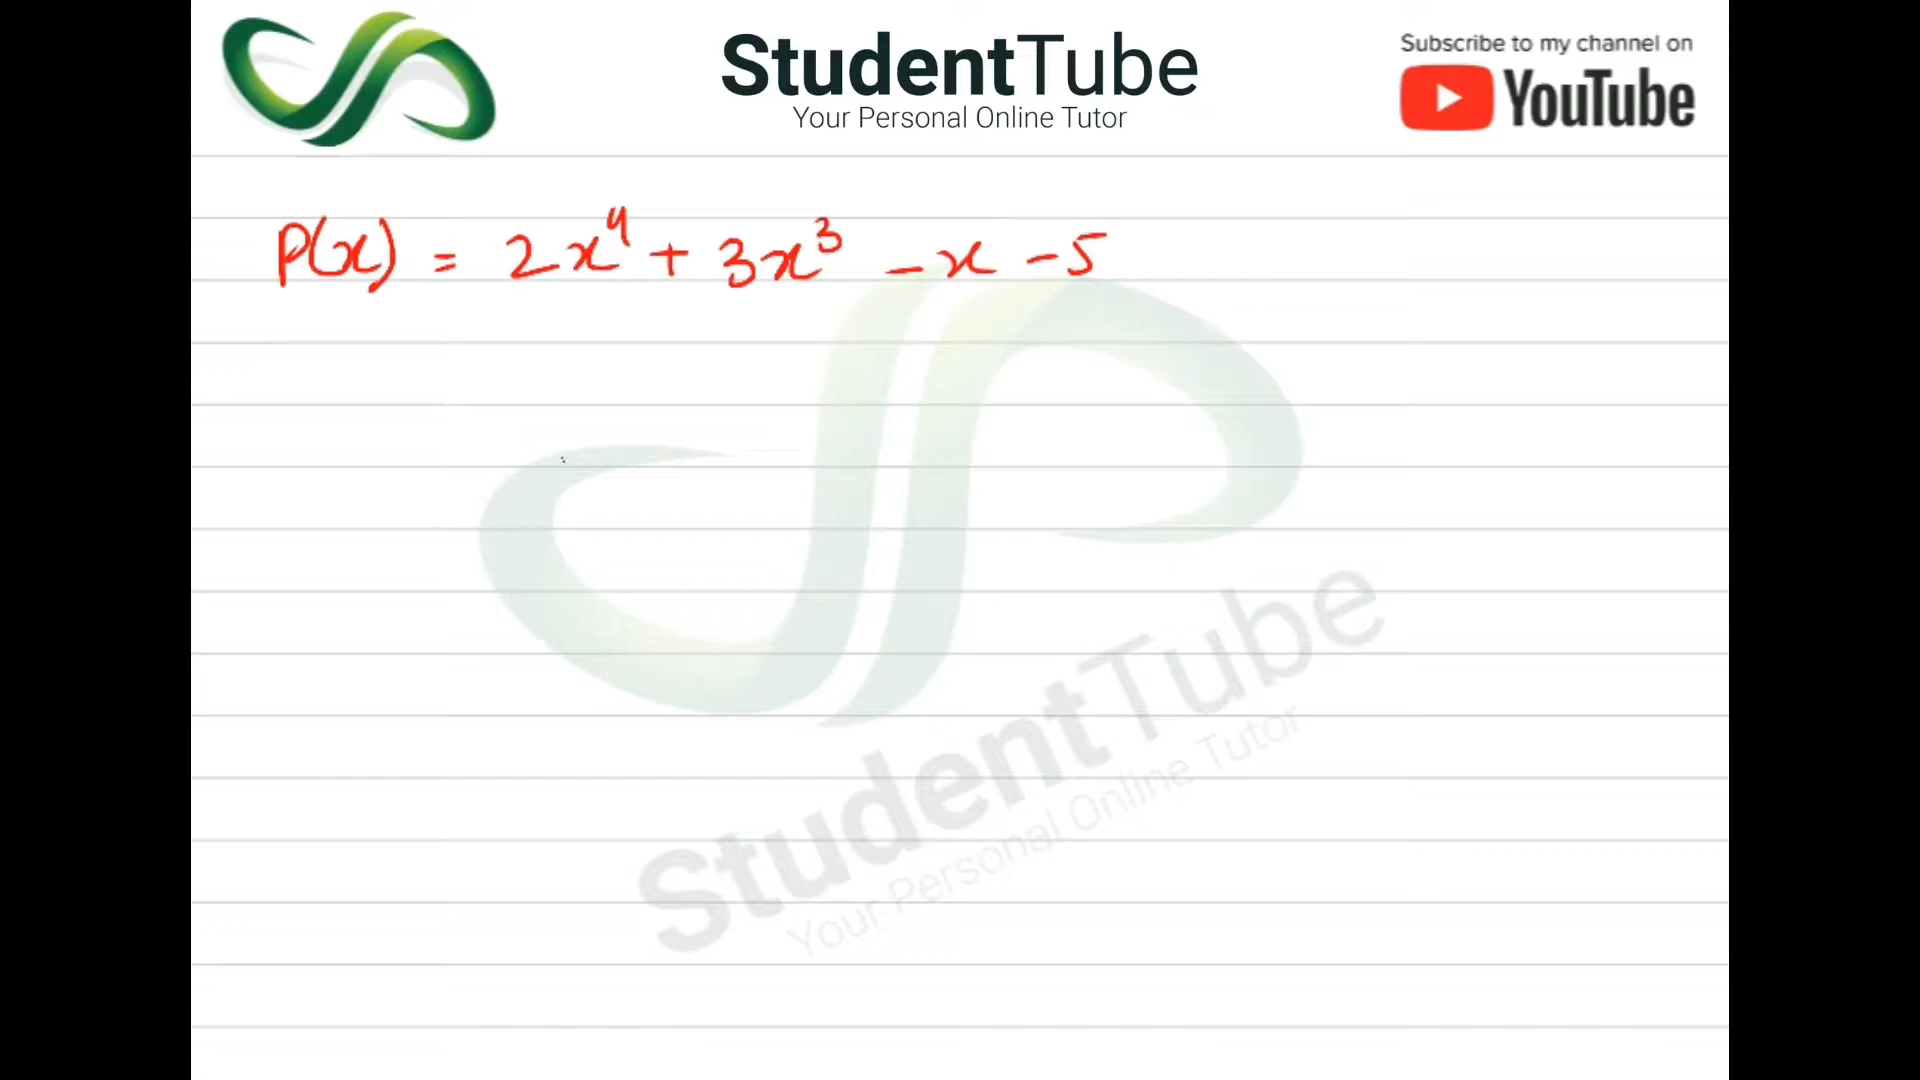 StudentTube
Your Personal Online Tutor
Subscribe to my channel on
YouTube
P(x) = 2x⁴ + 3x³ - x - 5
StudentTube
Your Personal Online Tutor